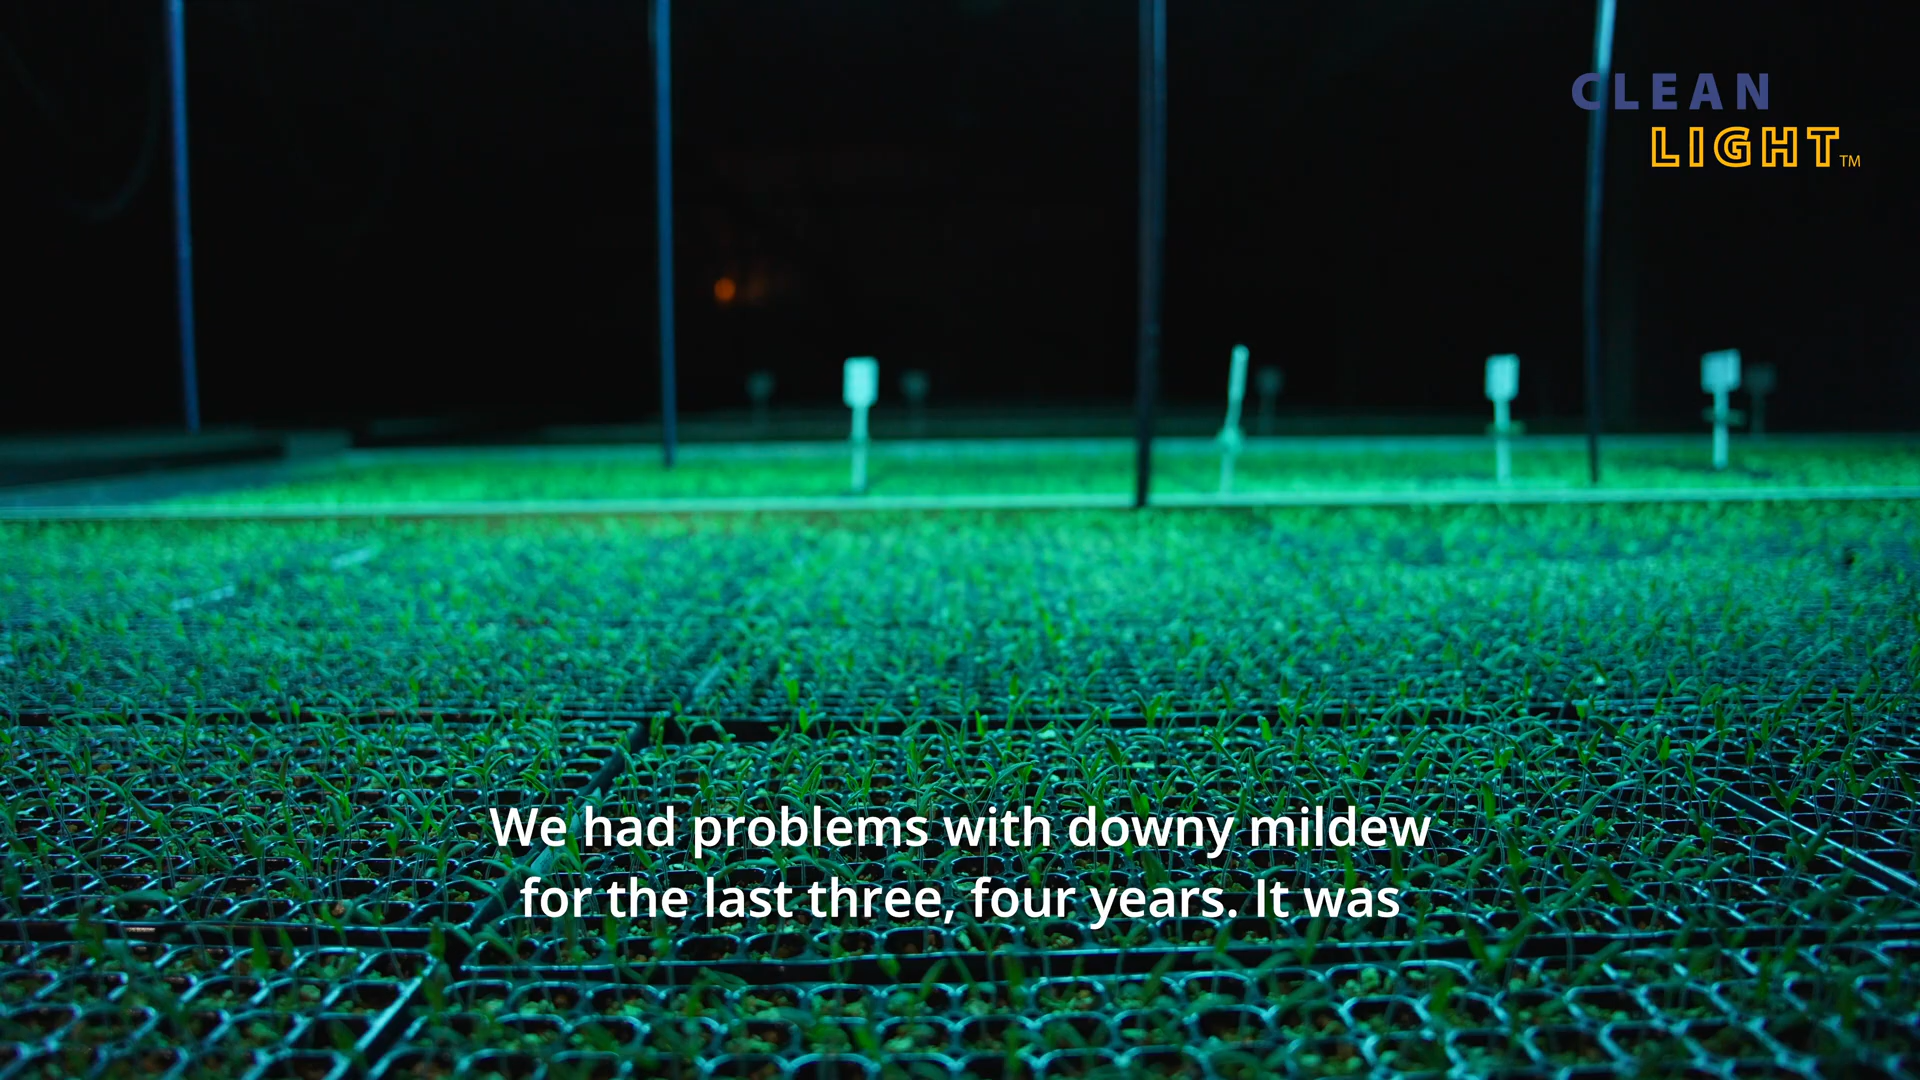 CLEAN
LIGHT™
We had problems with downy mildew
for the last three, four years. It was